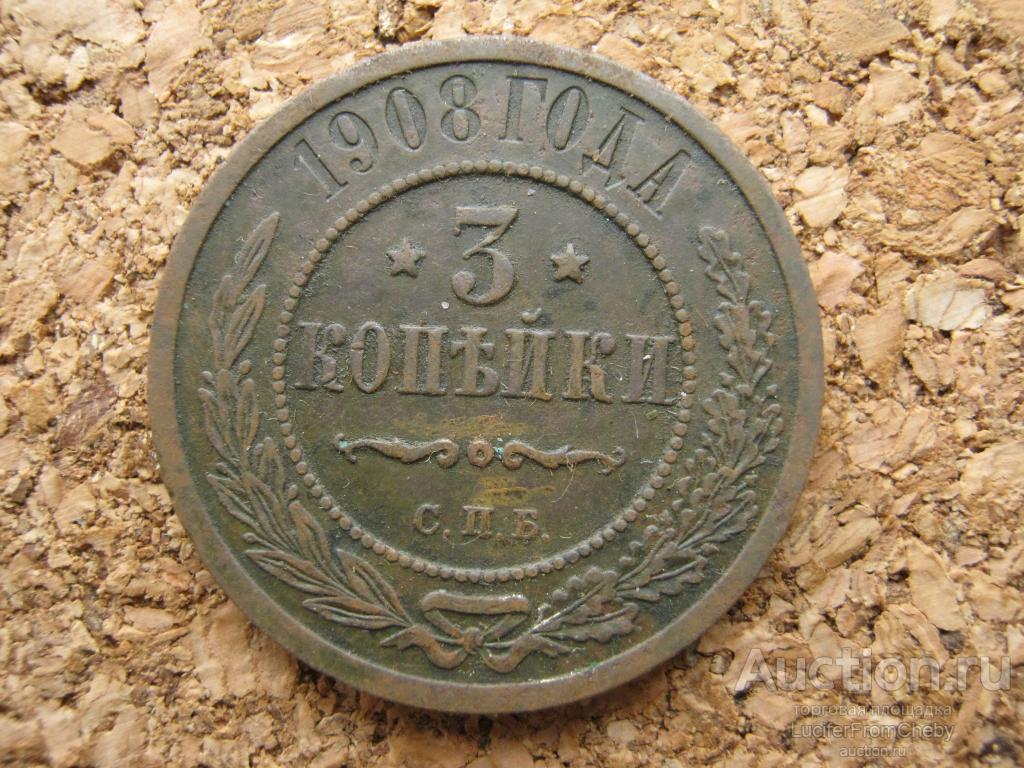 1908 ГОДА
3
КОПѢЙКИ
С.П.Б.
Auction.ru
торговая площадка
LuciferFromCheby
auction.ru